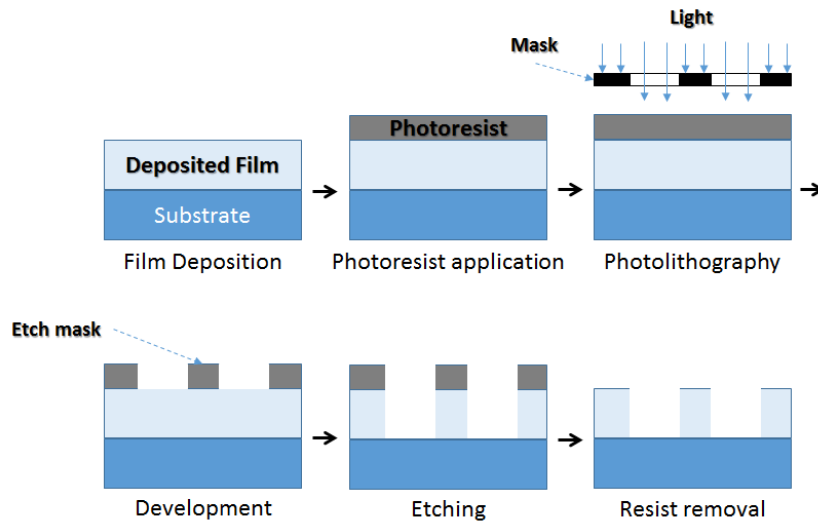 Light
Mask
Photoresist
Deposited Film
Substrate
Film Deposition
Photoresist application
Photolithography
Etch mask
Development
Etching
Resist removal